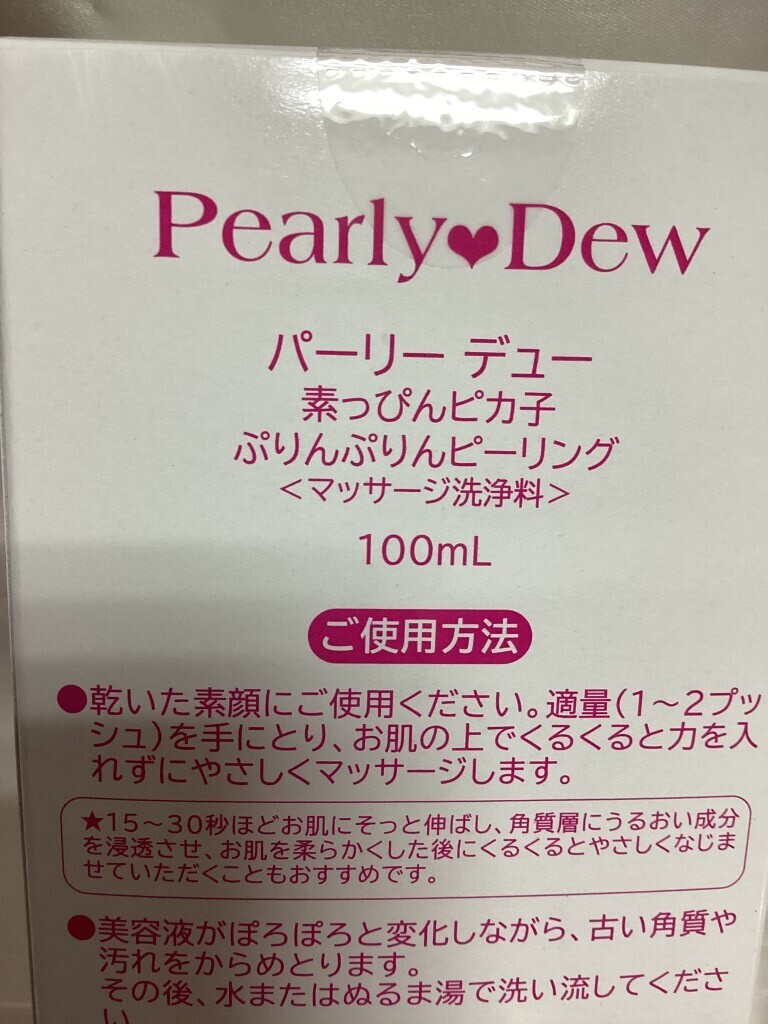 Pearly♥Dew
パーリー デュー
素っぴんピカ子
ぷりんぷりんピーリング
＜マッサージ洗浄料＞
100mL
ご使用方法
●乾いた素顔にご使用ください。適量(1～2プッ
シュ)を手にとり、お肌の上でくるくると力を入
れずにやさしくマッサージします。
★15～30秒ほどお肌にそっと伸ばし、角質層にうるおい成分
を浸透させ、お肌を柔らかくした後にくるくるとやさしくなじま
せていただくこともおすすめです。
●美容液がぽろぽろと変化しながら、古い角質や
汚れをからめとります。
その後、水またはぬるま湯で洗い流してくださ
い。